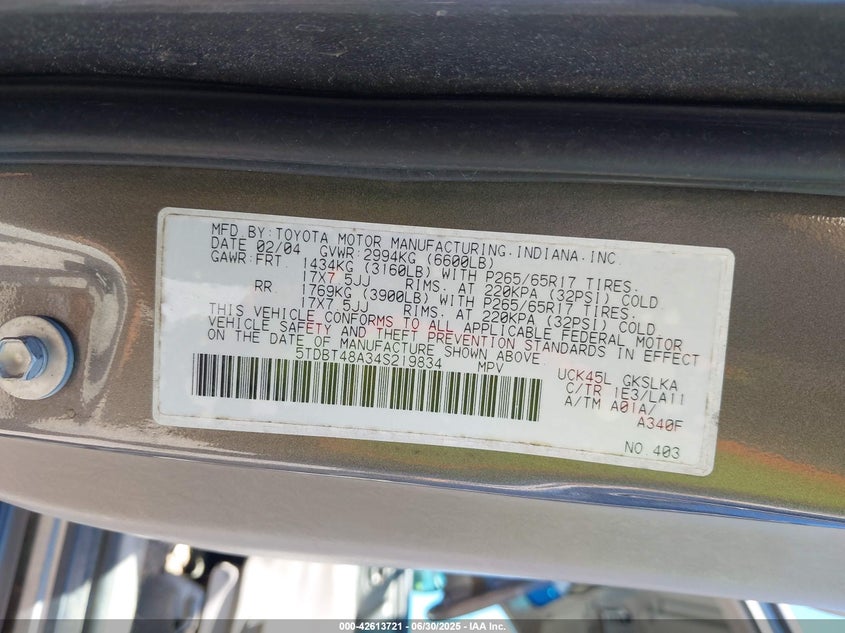 MFD BY:TOYOTA MOTOR MANUFACTURING.INDIANA.INC.
DATE 02/04 GVWR:2994KG (6600LB)
GAWR:FRT 1434KG (3160LB) WITH P265/65R17 TIRES.
17X7.5JJ RIMS. AT 220KPA (32PSI) COLD
RR 1769KG (3900LB) WITH P265/65R17 TIRES.
17X7.5JJ RIMS. AT 220KPA (32PSI) COLD
THIS VEHICLE CONFORMS TO ALL APPLICABLE FEDERAL MOTOR
VEHICLE SAFETY AND THEFT PREVENTION STANDARDS IN EFFECT
ON THE DATE OF MANUFACTURE SHOWN ABOVE.
5TDBT48A34S219834 MPV
UCK45L GKSLKA
C/TR 1E3/LA11
A/TM A01A/
A340F
NO 403
000-42613721 - 06/30/2025 - IAA Inc.